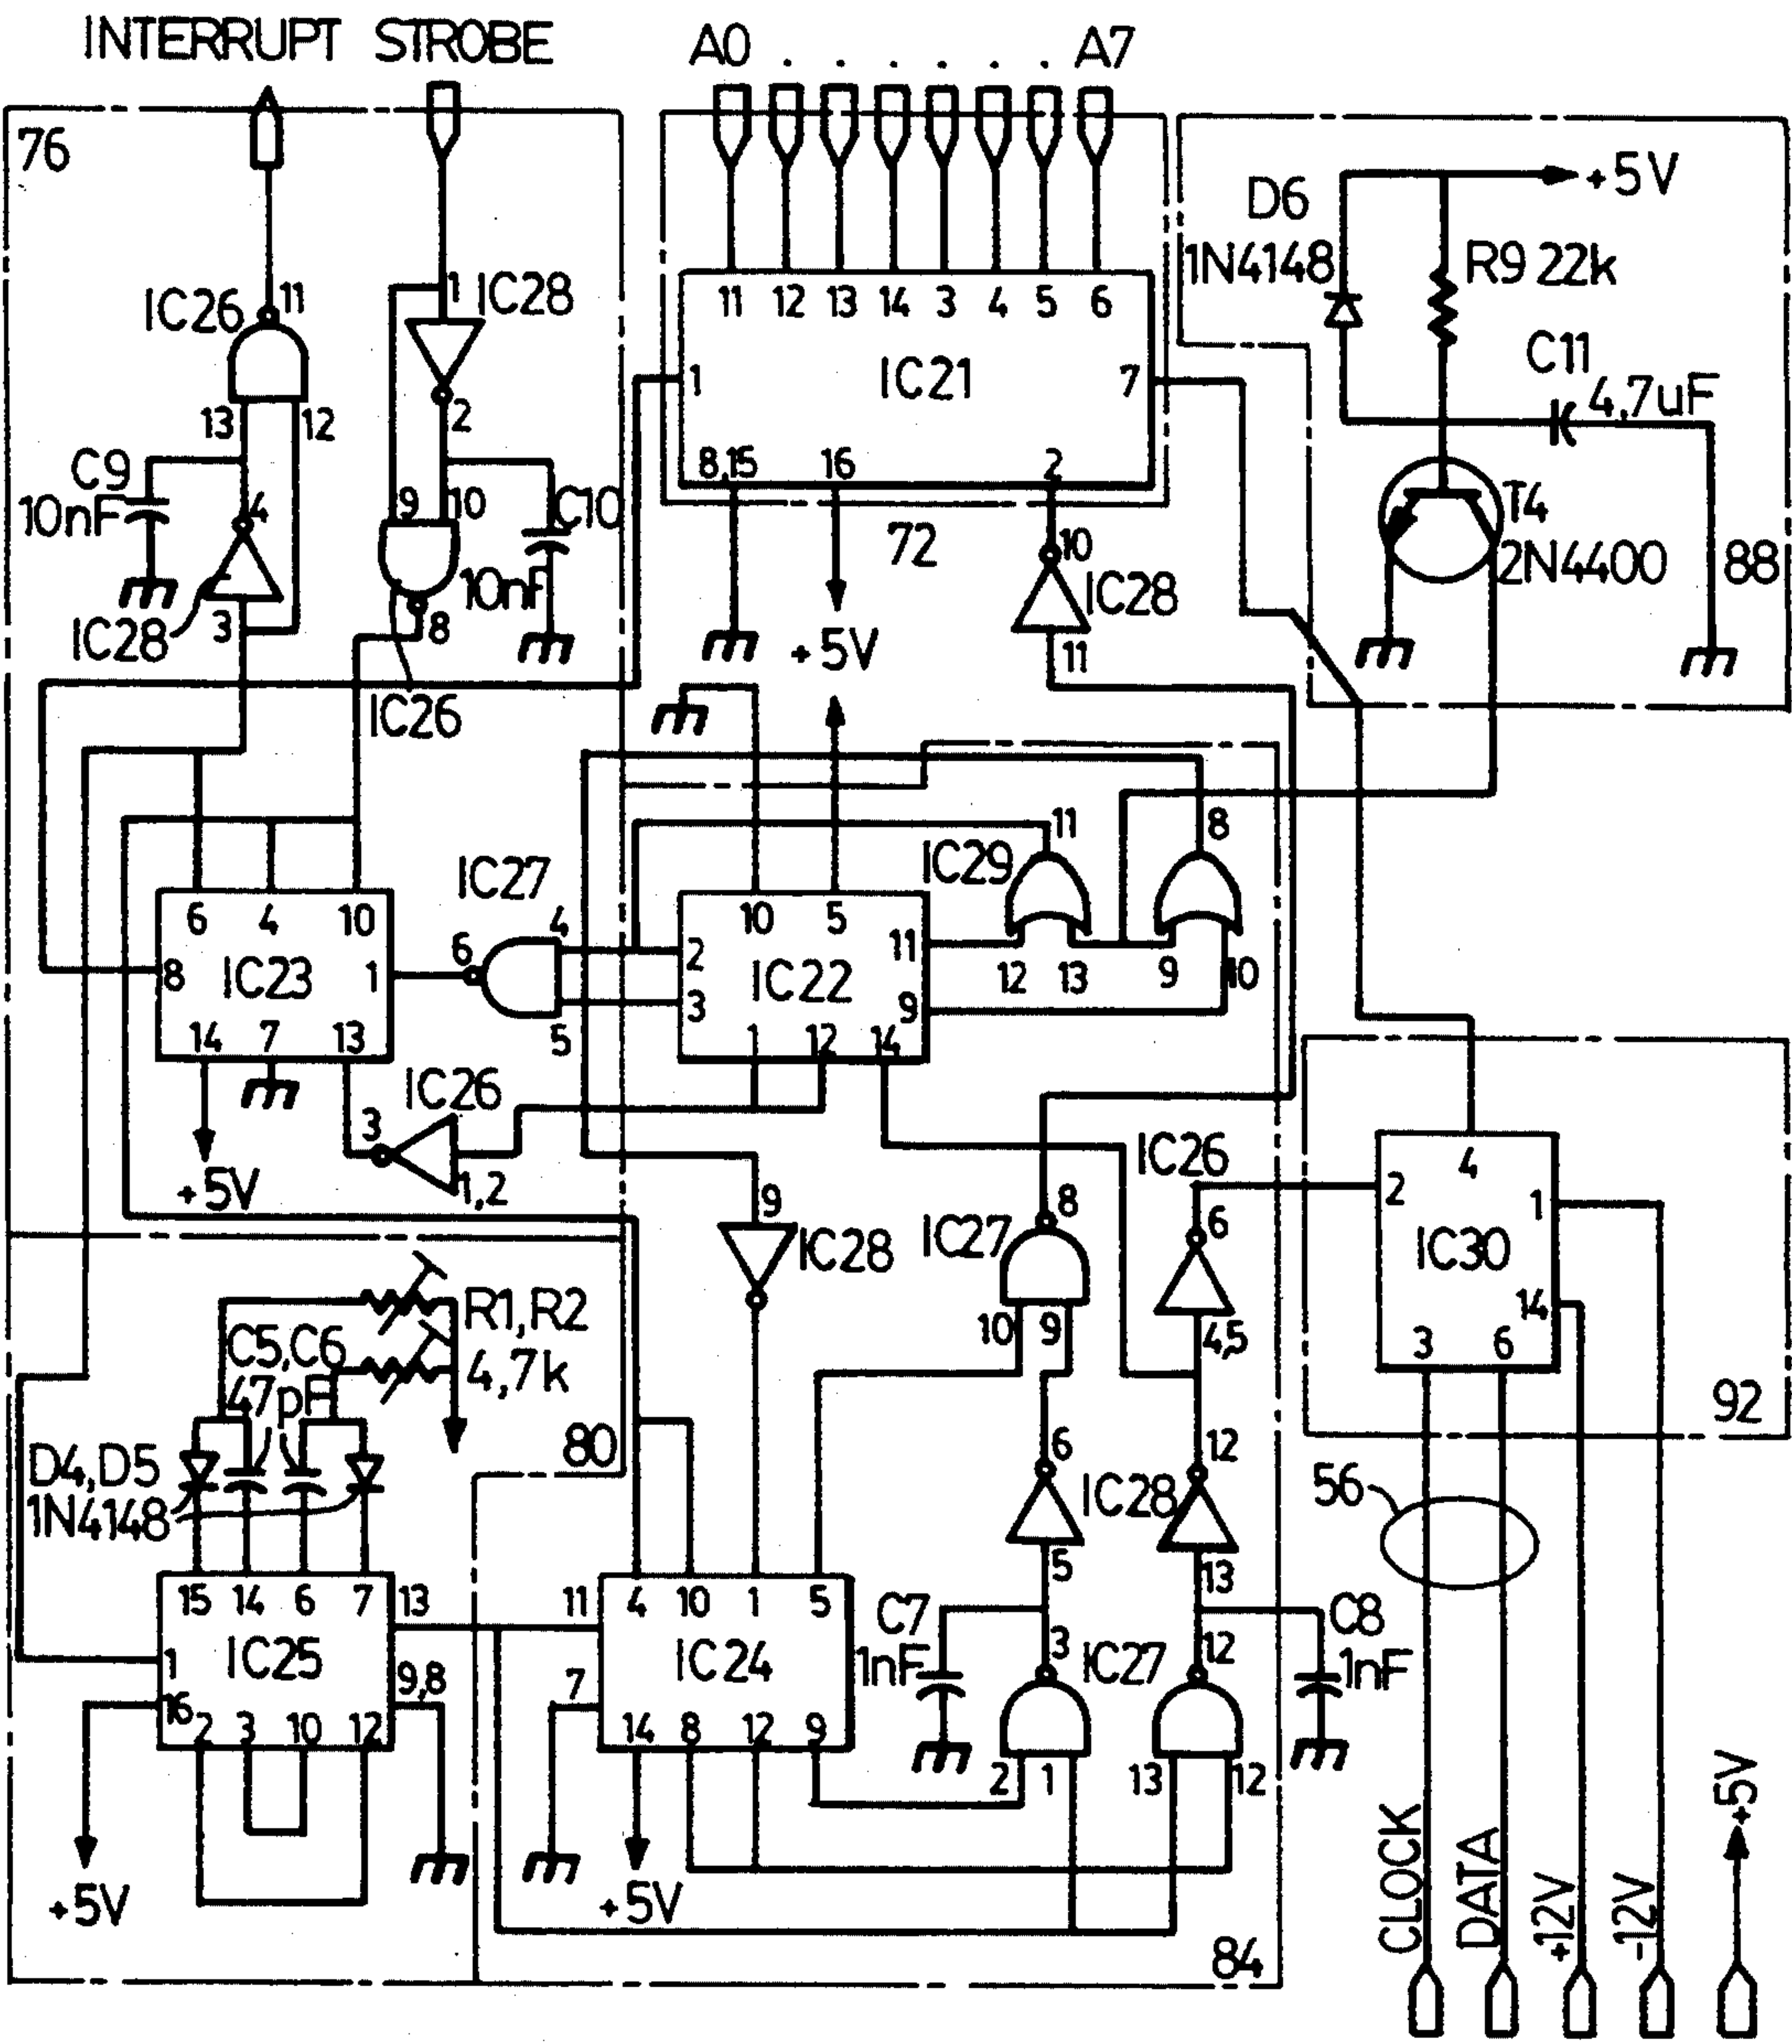 INTERRUPT STROBE
A0 . . . . . . A7
76
IC26
11
13
12
C9
10nF
4
IC28
3
1
IC28
2
9
10
C10
10nF
8
IC26
11 12 13 14 3 4 5 6
1
IC21
7
8,15
16
2
72
+5V
10
IC28
11
D6
1N4148
+5V
R9 22k
C11
4,7uF
T4
2N4400
88
6 4 10
8
IC23
1
14 7 13
+5V
IC27
6
4
5
IC26
3
1,2
10 5
2
IC22
11
3
9
1 12 14
IC29
11
12 13
8
9
10
9
IC28
IC27
8
10 9
IC26
6
4,5
4
2
IC30
1
14
3 6
92
R1,R2
4,7k
C5,C6
47pF
D4,D5
1N4148
80
15 14 6 7
13
1
IC25
9,8
16
2 3 10 12
+5V
11
4 10 1 5
IC24
7
14 8 12 9
+5V
6
IC28
5
12
13
C7
1nF
3
IC27
12
C8
1nF
2 1
13 12
84
56
CLOCK
DATA
+12V
-12V
+5V